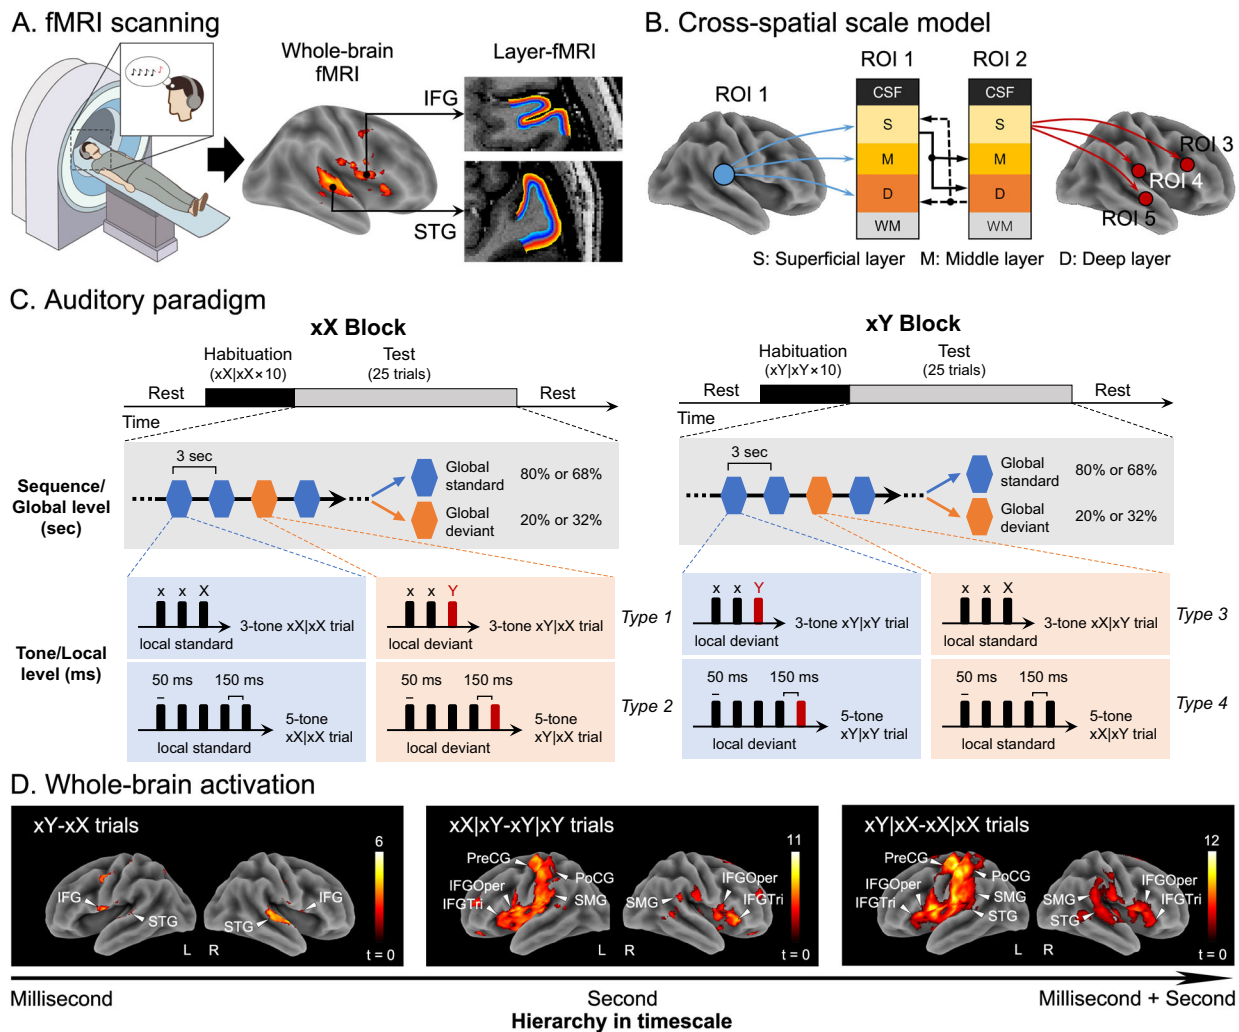 A. fMRI scanning
Whole-brain
fMRI
Layer-fMRI
IFG
STG
B. Cross-spatial scale model
ROI 1
ROI 1
ROI 2
CSF
S
M
D
WM
CSF
S
M
D
WM
ROI 3
ROI 4
ROI 5
S: Superficial layer M: Middle layer D: Deep layer
C. Auditory paradigm
xX Block
Habituation
(xX|xX×10)
Test
(25 trials)
Rest
Rest
Time
3 sec
Sequence/
Global level
(sec)
Global
standard
80% or 68%
Global
deviant
20% or 32%
Tone/Local
level (ms)
x x X
local standard
3-tone xX|xX trial
x x Y
local deviant
3-tone xY|xX trial
Type 1
50 ms 150 ms
local standard
5-tone
xX|xX trial
50 ms 150 ms
local deviant
5-tone
xY|xX trial
Type 2
xY Block
Habituation
(xY|xY×10)
Test
(25 trials)
Rest
Rest
Time
3 sec
Global
standard
80% or 68%
Global
deviant
20% or 32%
x x Y
local deviant
3-tone xY|xY trial
x x X
local standard
3-tone xX|xY trial
Type 3
50 ms 150 ms
local deviant
5-tone
xY|xY trial
50 ms 150 ms
local standard
5-tone
xX|xY trial
Type 4
D. Whole-brain activation
xY-xX trials
6
IFG
STG
IFG
STG
L R
t = 0
xX|xY-xY|xY trials
11
PreCG
PoCG
IFGOper
IFGTri
SMG
SMG
IFGOper
IFGTri
L R
t = 0
xY|xX-xX|xX trials
12
PreCG
PoCG
IFGOper
IFGTri
SMG
STG
SMG
STG
IFGOper
IFGTri
L R
t = 0
Millisecond
Second
Millisecond + Second
Hierarchy in timescale